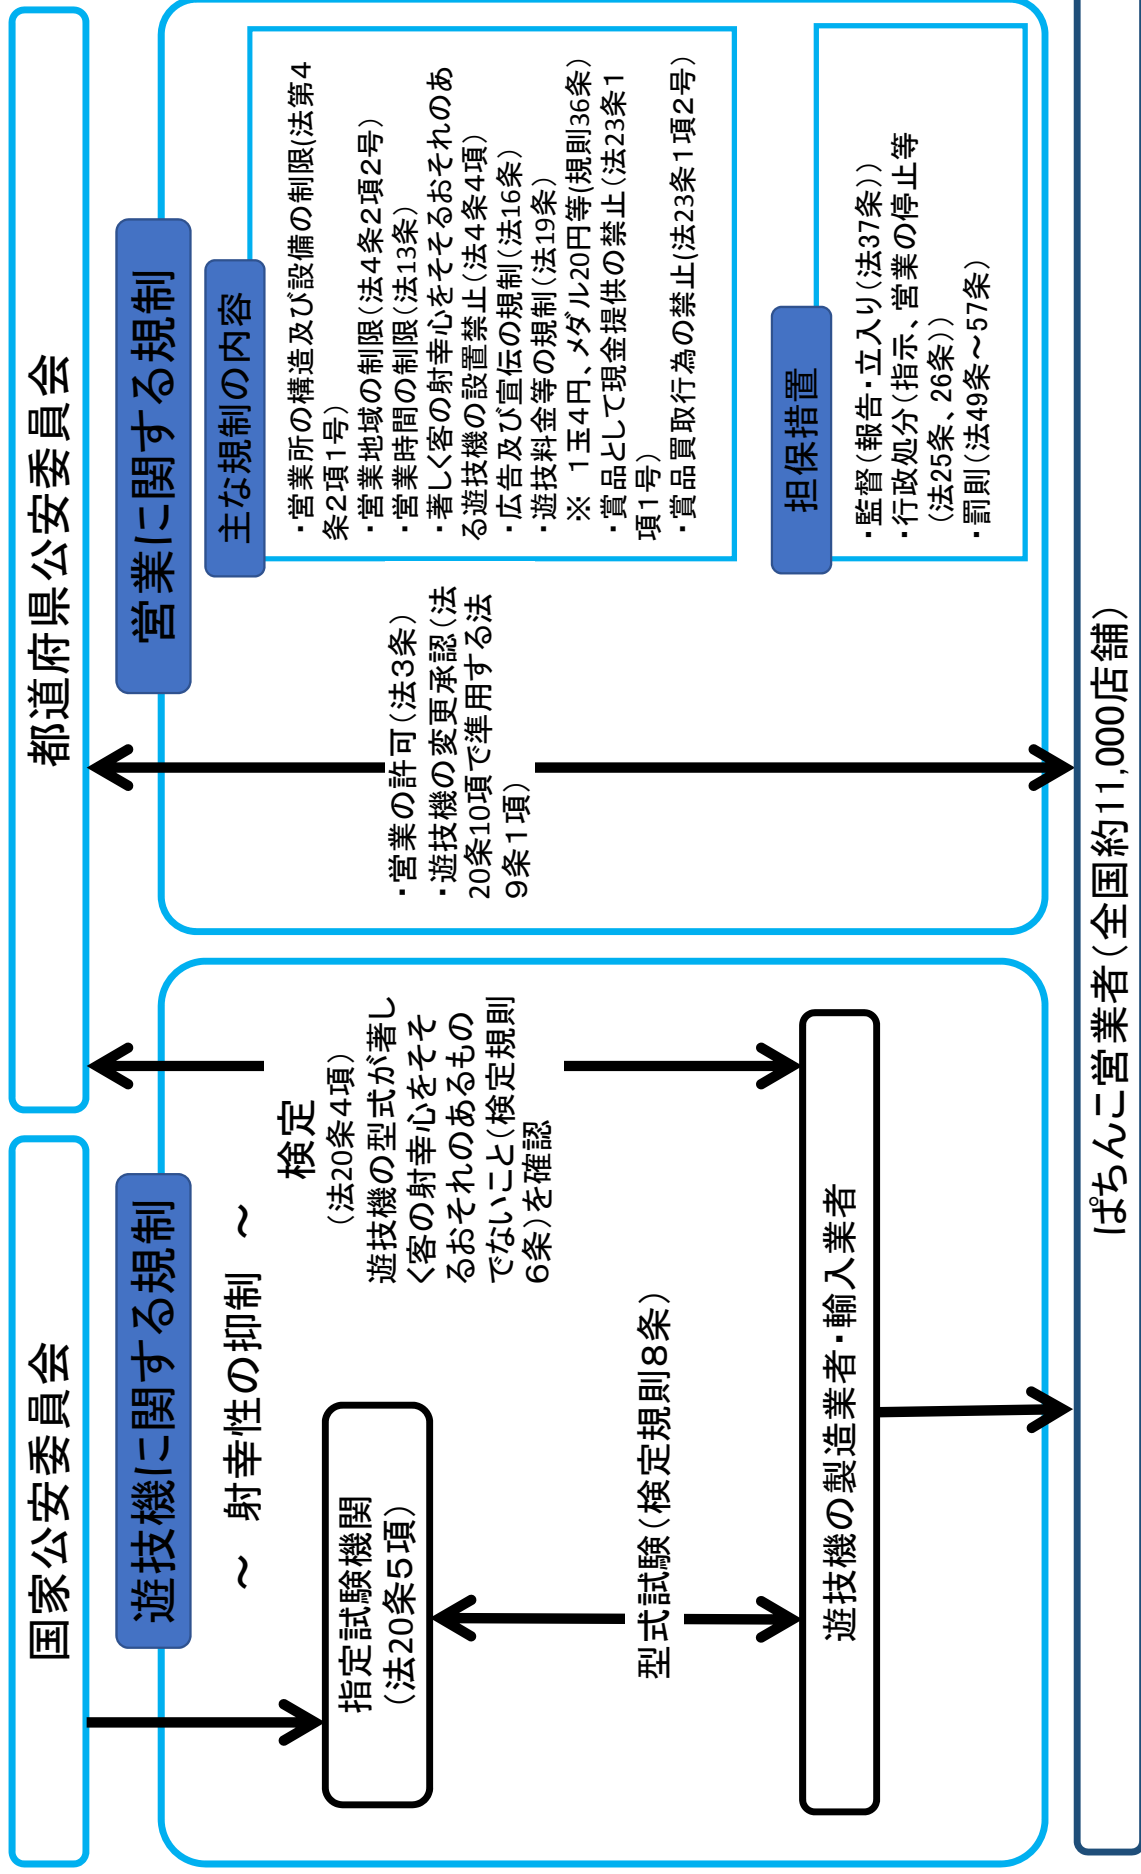 国家公安委員会
都道府県公安委員会
遊技機に関する規制
～ 射幸性の抑制 ～
指定試験機関
（法20条５項）
検定
（法20条４項）
遊技機の型式が著し
く客の射幸心をそそ
るおそれのあるもの
でないこと（検定規則
６条）を確認
型式試験（検定規則８条）
遊技機の製造業者・輸入業者
営業に関する規制
・営業の許可（法３条）
・遊技機の変更承認（法
20条10項で準用する法
９条１項）
主な規制の内容
・営業所の構造及び設備の制限(法第４
条２項１号）
・営業地域の制限（法４条２項２号）
・営業時間の制限（法13条）
・著しく客の射幸心をそそるおそれのあ
る遊技機の設置禁止（法４条４項）
・広告及び宣伝の規制（法16条）
・遊技料金等の規制（法19条）
※ １玉４円、メダル20円等(規則36条）
・賞品として現金提供の禁止（法23条１
項１号）
・賞品買取行為の禁止(法23条１項２号）
担保措置
・監督（報告・立入り（法37条））
・行政処分（指示、営業の停止等
（法25条、26条））
・罰則（法49条～57条）
ぱちんこ営業者（全国約11,000店舗）